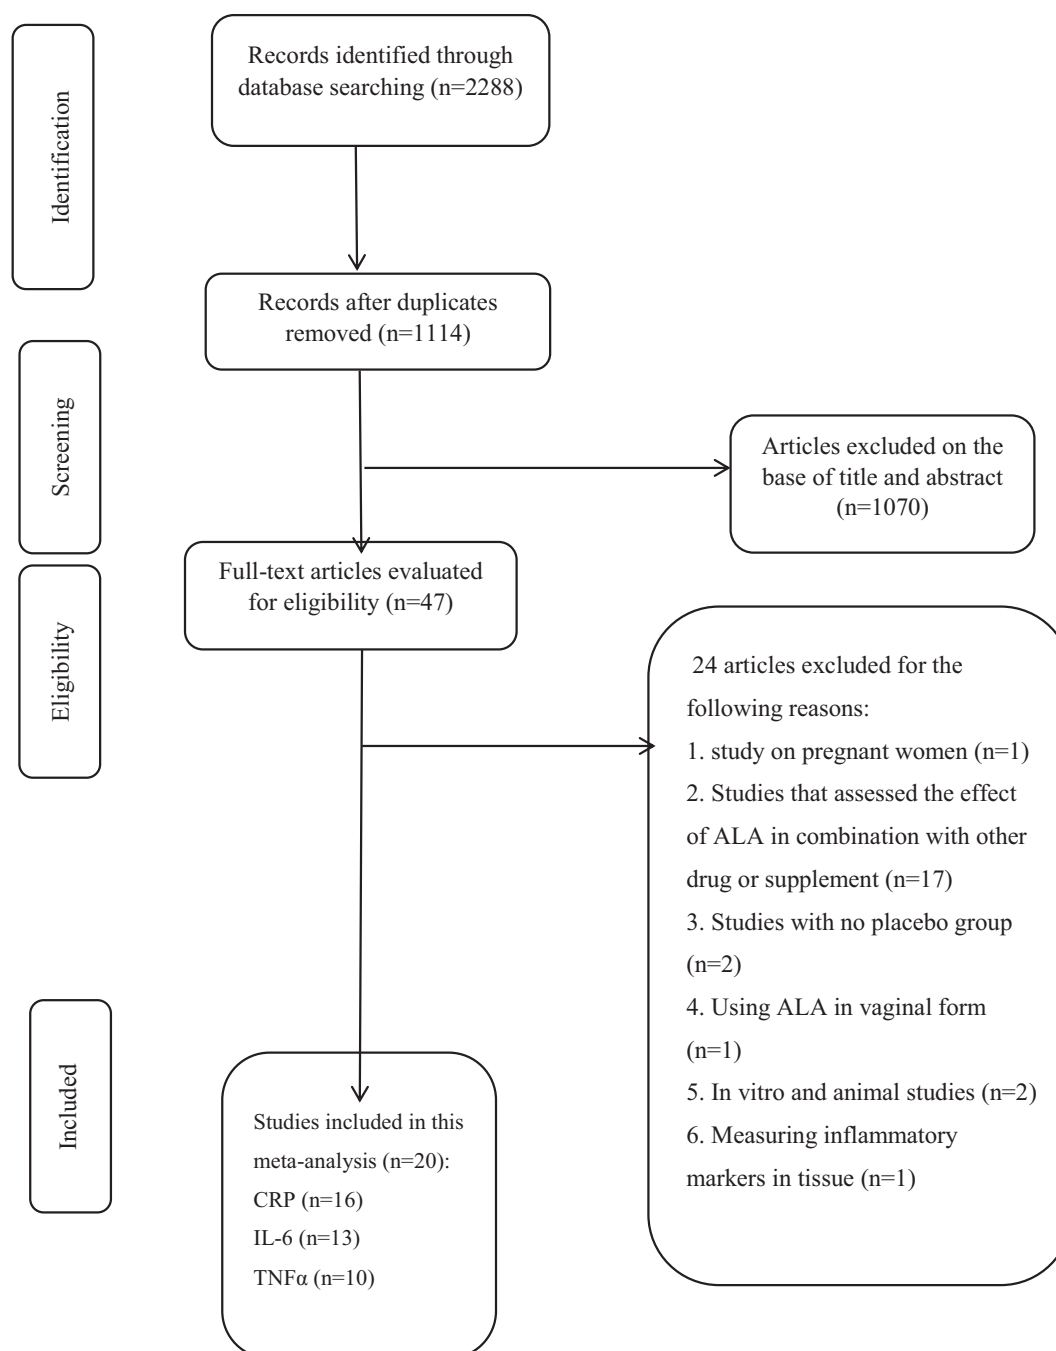 Identification
Records identified through
database searching (n=2288)
Records after duplicates
removed (n=1114)
Screening
Articles excluded on the
base of title and abstract
(n=1070)
Eligibility
Full-text articles evaluated
for eligibility (n=47)
24 articles excluded for the
following reasons:
1. study on pregnant women (n=1)
2. Studies that assessed the effect
of ALA in combination with other
drug or supplement (n=17)
3. Studies with no placebo group
(n=2)
4. Using ALA in vaginal form
(n=1)
5. In vitro and animal studies (n=2)
6. Measuring inflammatory
markers in tissue (n=1)
Included
Studies included in this
meta-analysis (n=20):
CRP (n=16)
IL-6 (n=13)
TNFα (n=10)